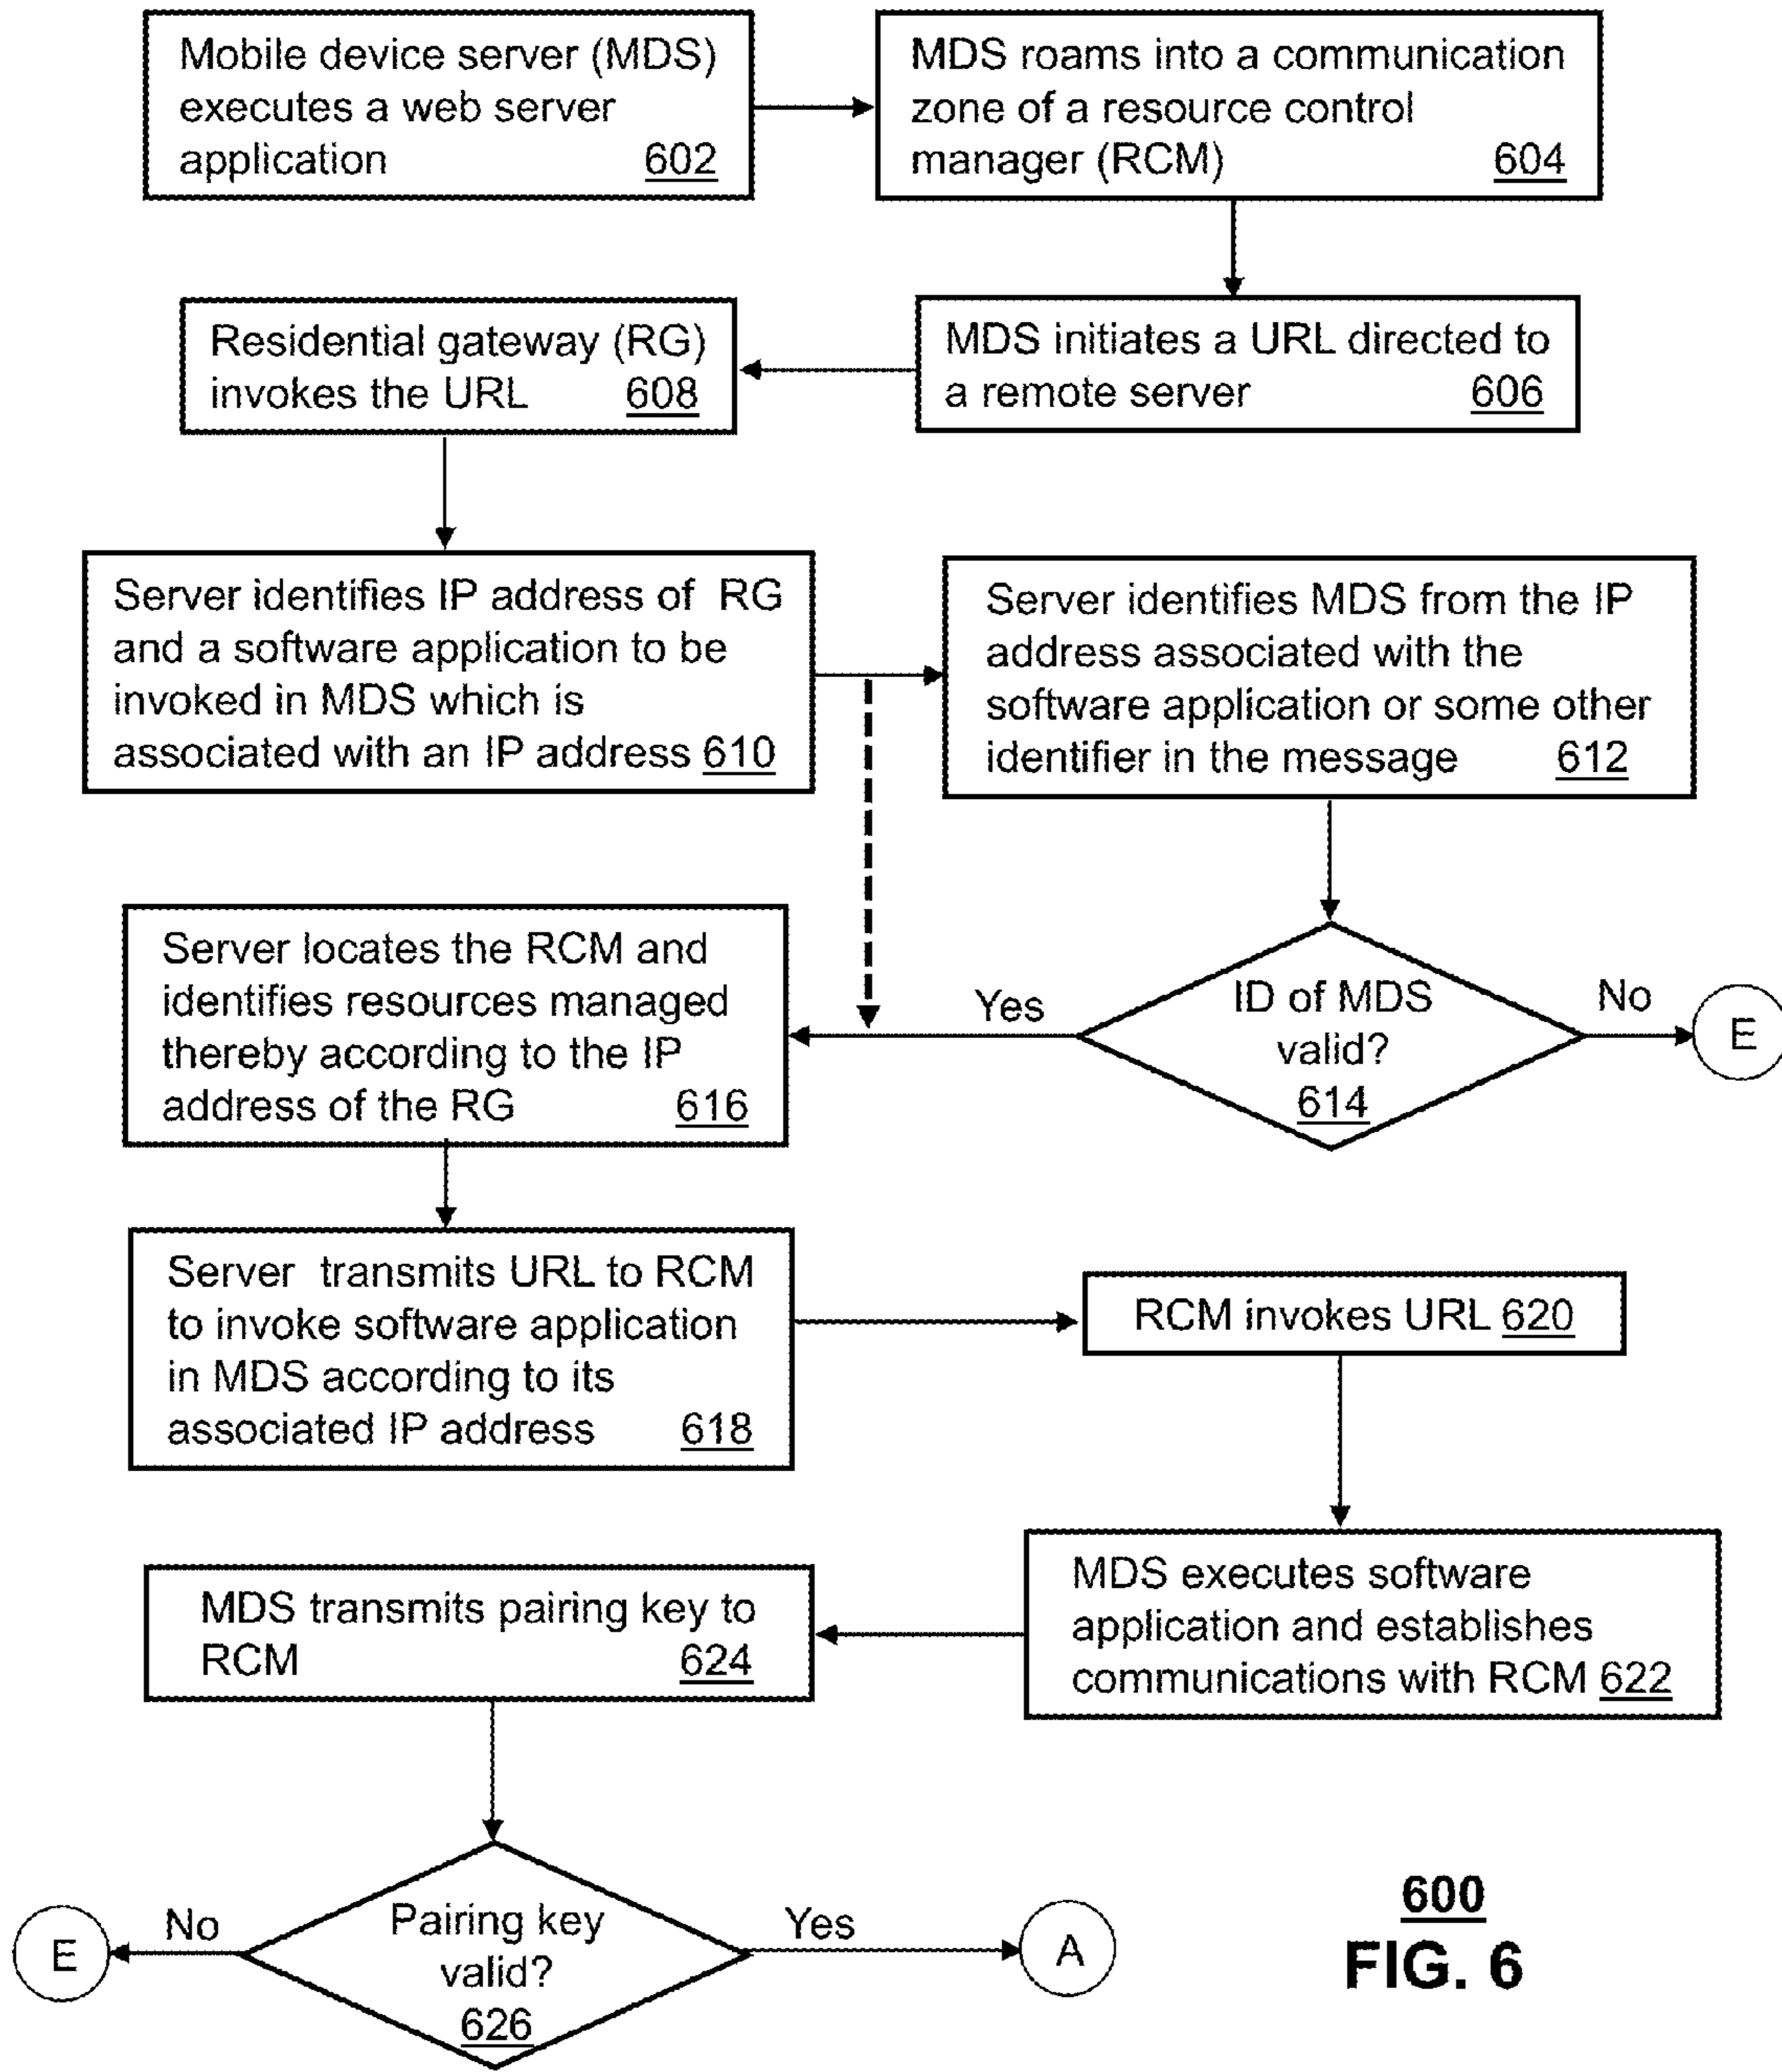 Mobile device server (MDS)
executes a web server
application 602
MDS roams into a communication
zone of a resource control
manager (RCM) 604
Residential gateway (RG)
invokes the URL 608
MDS initiates a URL directed to
a remote server 606
Server identifies IP address of RG
and a software application to be
invoked in MDS which is
associated with an IP address 610
Server identifies MDS from the IP
address associated with the
software application or some other
identifier in the message 612
Server locates the RCM and
identifies resources managed
thereby according to the IP
address of the RG 616
Yes
ID of MDS
valid?
614
No
E
Server transmits URL to RCM
to invoke software application
in MDS according to its
associated IP address 618
RCM invokes URL 620
MDS transmits pairing key to
RCM 624
MDS executes software
application and establishes
communications with RCM 622
E
No
Pairing key
valid?
626
Yes
A
600
FIG. 6